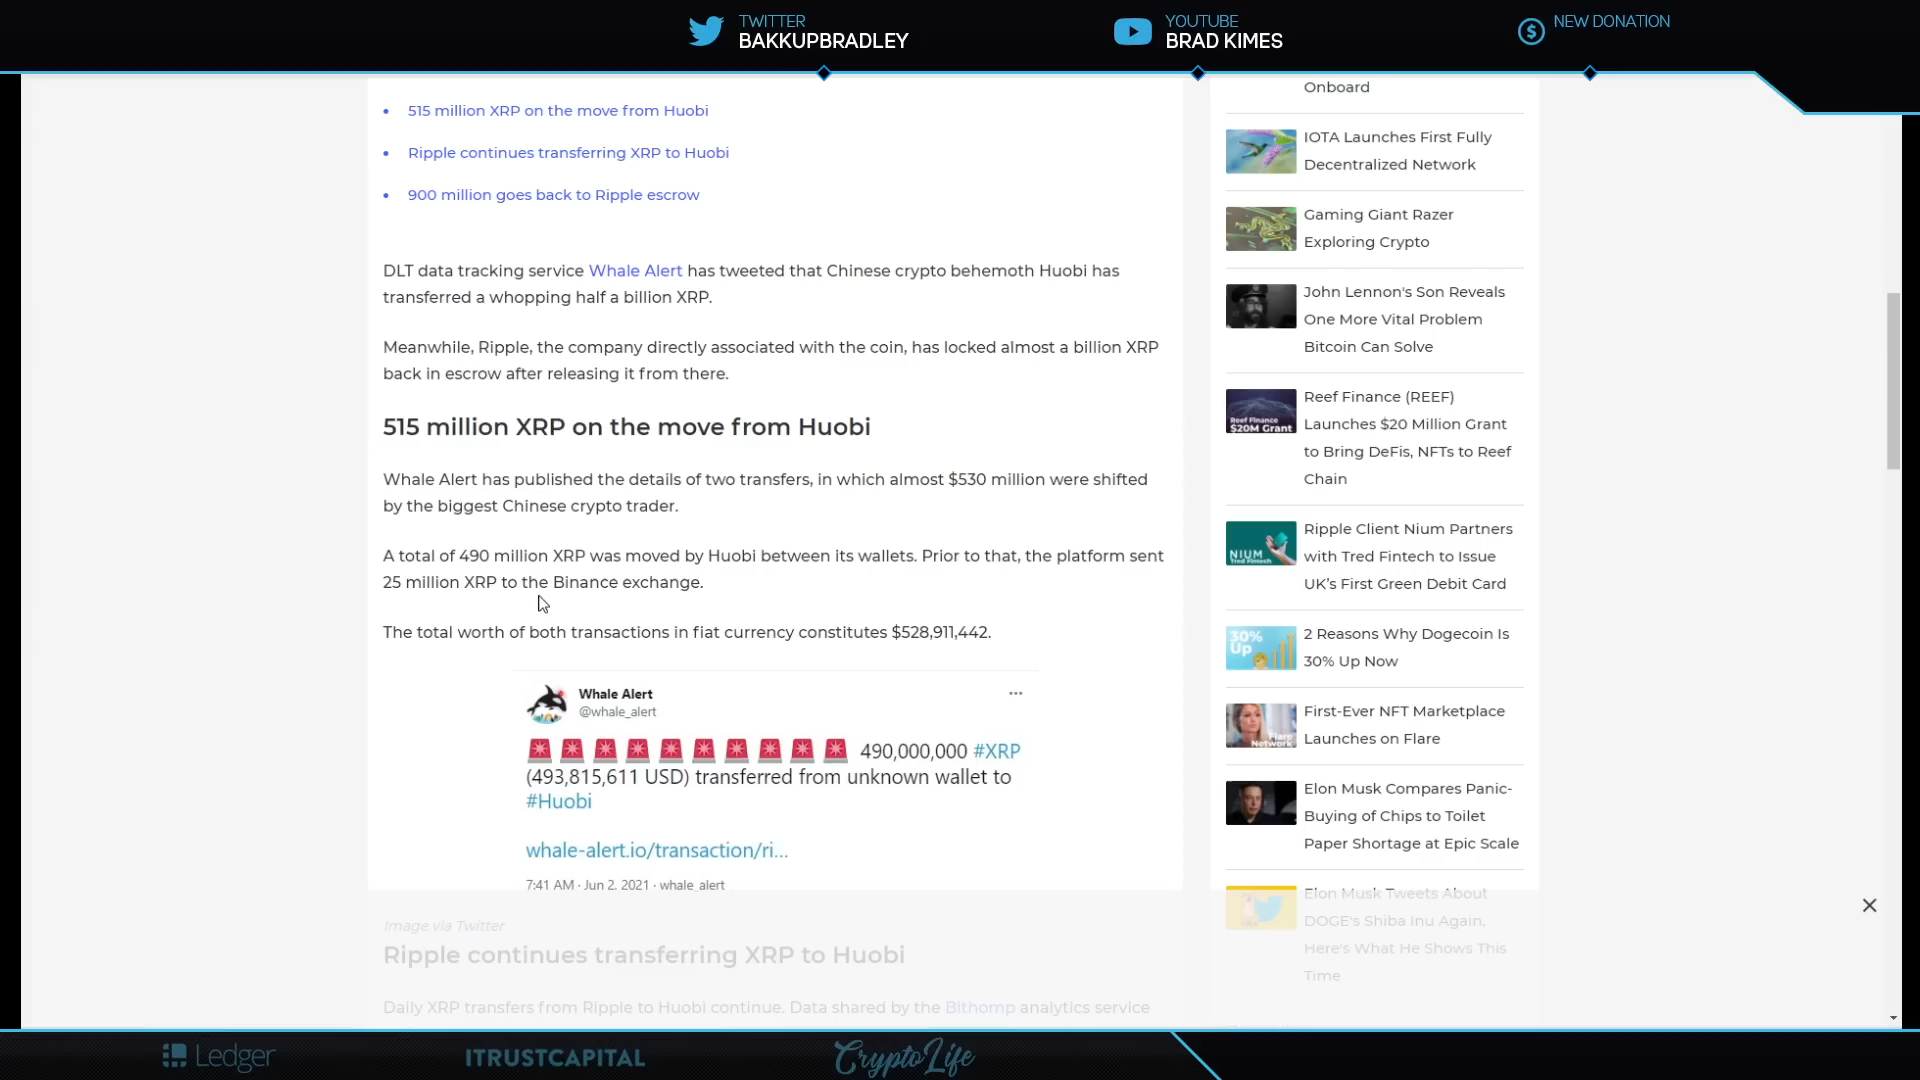 TWITTER
BAKKUPBRADLEY
YOUTUBE
BRAD KIMES
NEW DONATION
515 million XRP on the move from Huobi
Ripple continues transferring XRP to Huobi
900 million goes back to Ripple escrow
DLT data tracking service Whale Alert has tweeted that Chinese crypto behemoth Huobi has
transferred a whopping half a billion XRP.
Meanwhile, Ripple, the company directly associated with the coin, has locked almost a billion XRP
back in escrow after releasing it from there.
515 million XRP on the move from Huobi
Whale Alert has published the details of two transfers, in which almost $530 million were shifted
by the biggest Chinese crypto trader.
A total of 490 million XRP was moved by Huobi between its wallets. Prior to that, the platform sent
25 million XRP to the Binance exchange.
The total worth of both transactions in fiat currency constitutes $528,911,442.
Whale Alert
@whale_alert
490,000,000 #XRP
(493,815,611 USD) transferred from unknown wallet to
#Huobi
whale-alert.io/transaction/ri...
7:41 AM · Jun 2, 2021 · whale_alert
Image via Twitter
Ripple continues transferring XRP to Huobi
Daily XRP transfers from Ripple to Huobi continue. Data shared by the Bithomp analytics service
Onboard
IOTA Launches First Fully
Decentralized Network
Gaming Giant Razer
Exploring Crypto
John Lennon's Son Reveals
One More Vital Problem
Bitcoin Can Solve
Reef Finance
$20M Grant
Reef Finance (REEF)
Launches $20 Million Grant
to Bring DeFis, NFTs to Reef
Chain
NIUM
Tred Fintech
Ripple Client Nium Partners
with Tred Fintech to Issue
UK's First Green Debit Card
30%
Up
2 Reasons Why Dogecoin Is
30% Up Now
Flare
Network
First-Ever NFT Marketplace
Launches on Flare
Elon Musk Compares Panic-
Buying of Chips to Toilet
Paper Shortage at Epic Scale
Elon Musk Tweets About
DOGE's Shiba Inu Again,
Here's What He Shows This
Time
Ledger
ITRUSTCAPITAL
CryptoLife